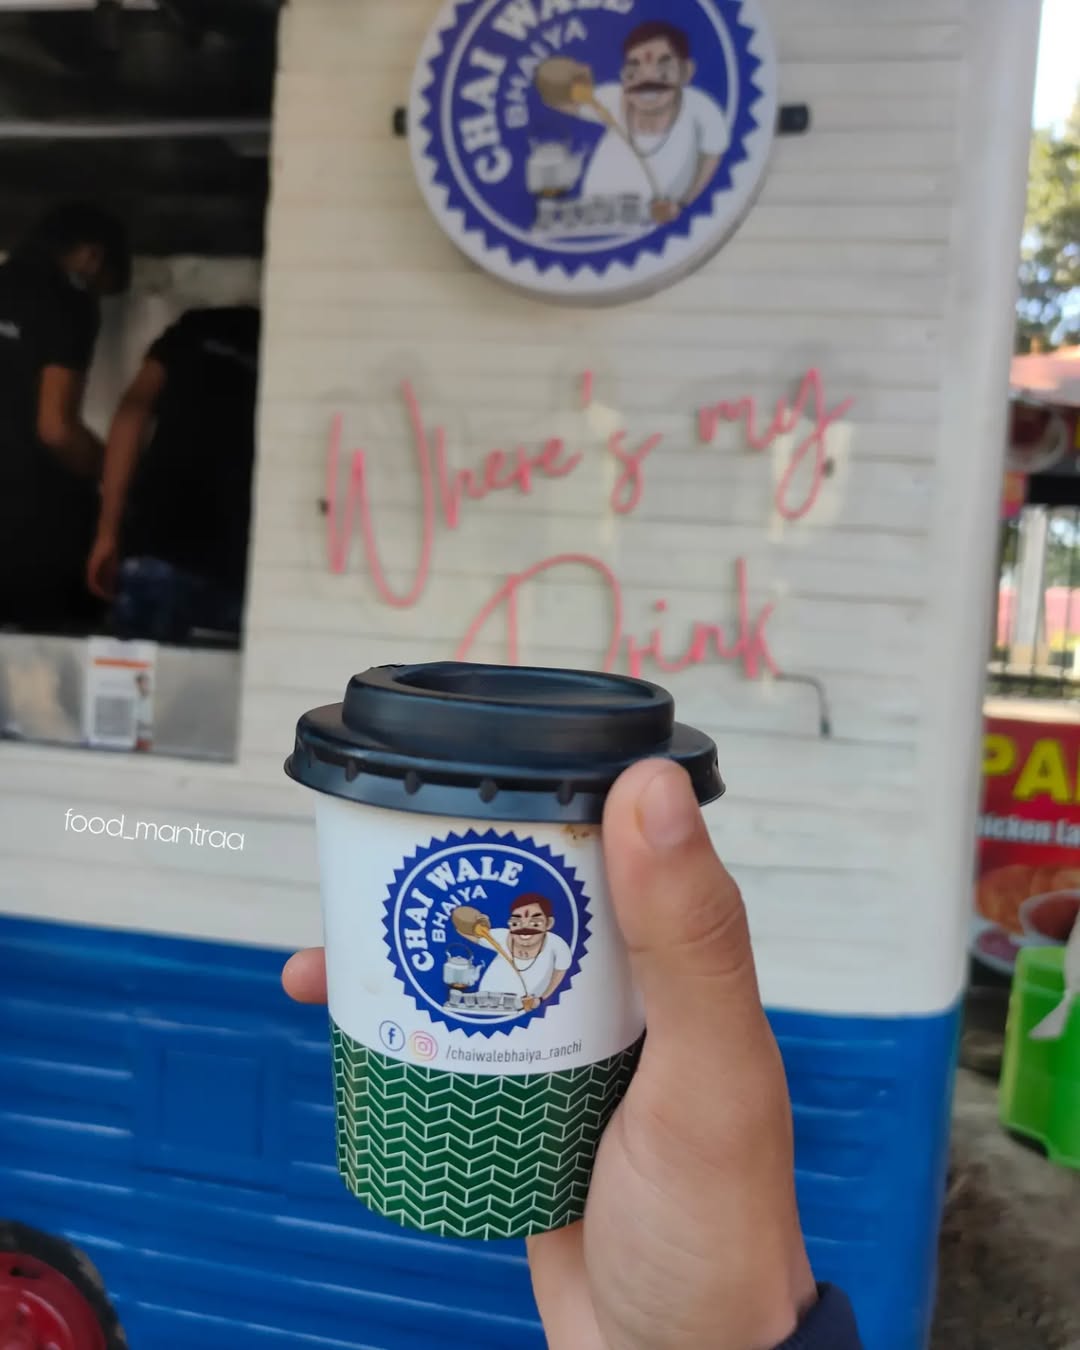 CHAI WALE
BHAIYA
Where's my
Drink
food_mantraa
CHAI WALE
BHAIYA
/chaiwalebhaiya_ranchi